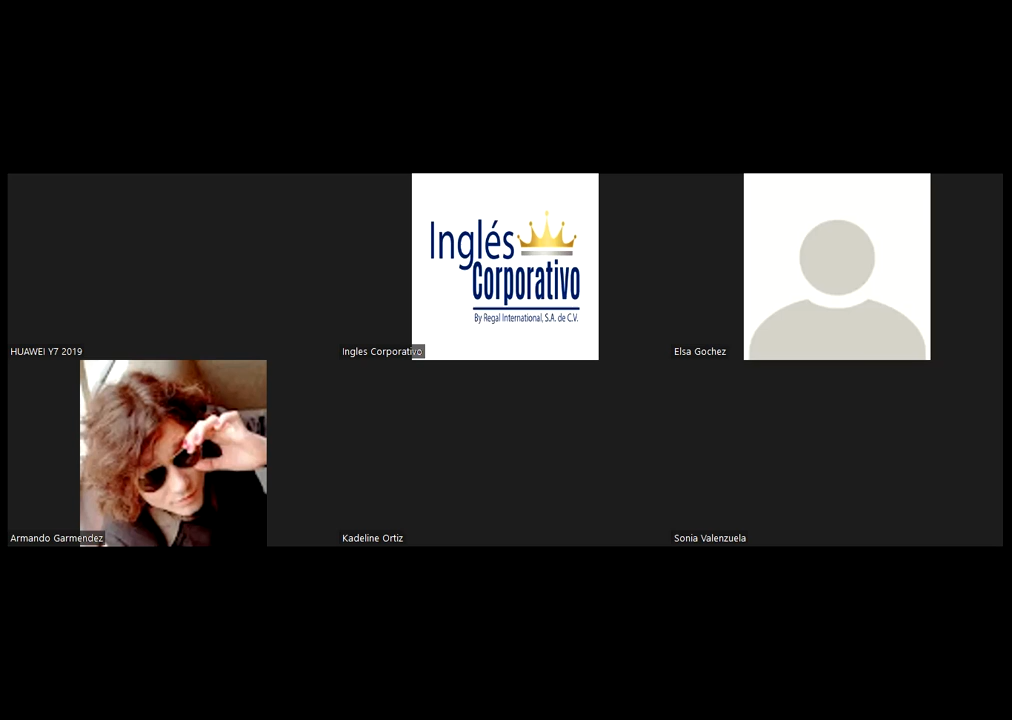 Inglés
Corporativo
By Regal International, S.A. de C.V.
HUAWEI Y7 2019
Ingles Corporativo
Elsa Gochez
Armando Garmendez
Kadeline Ortiz
Sonia Valenzuela